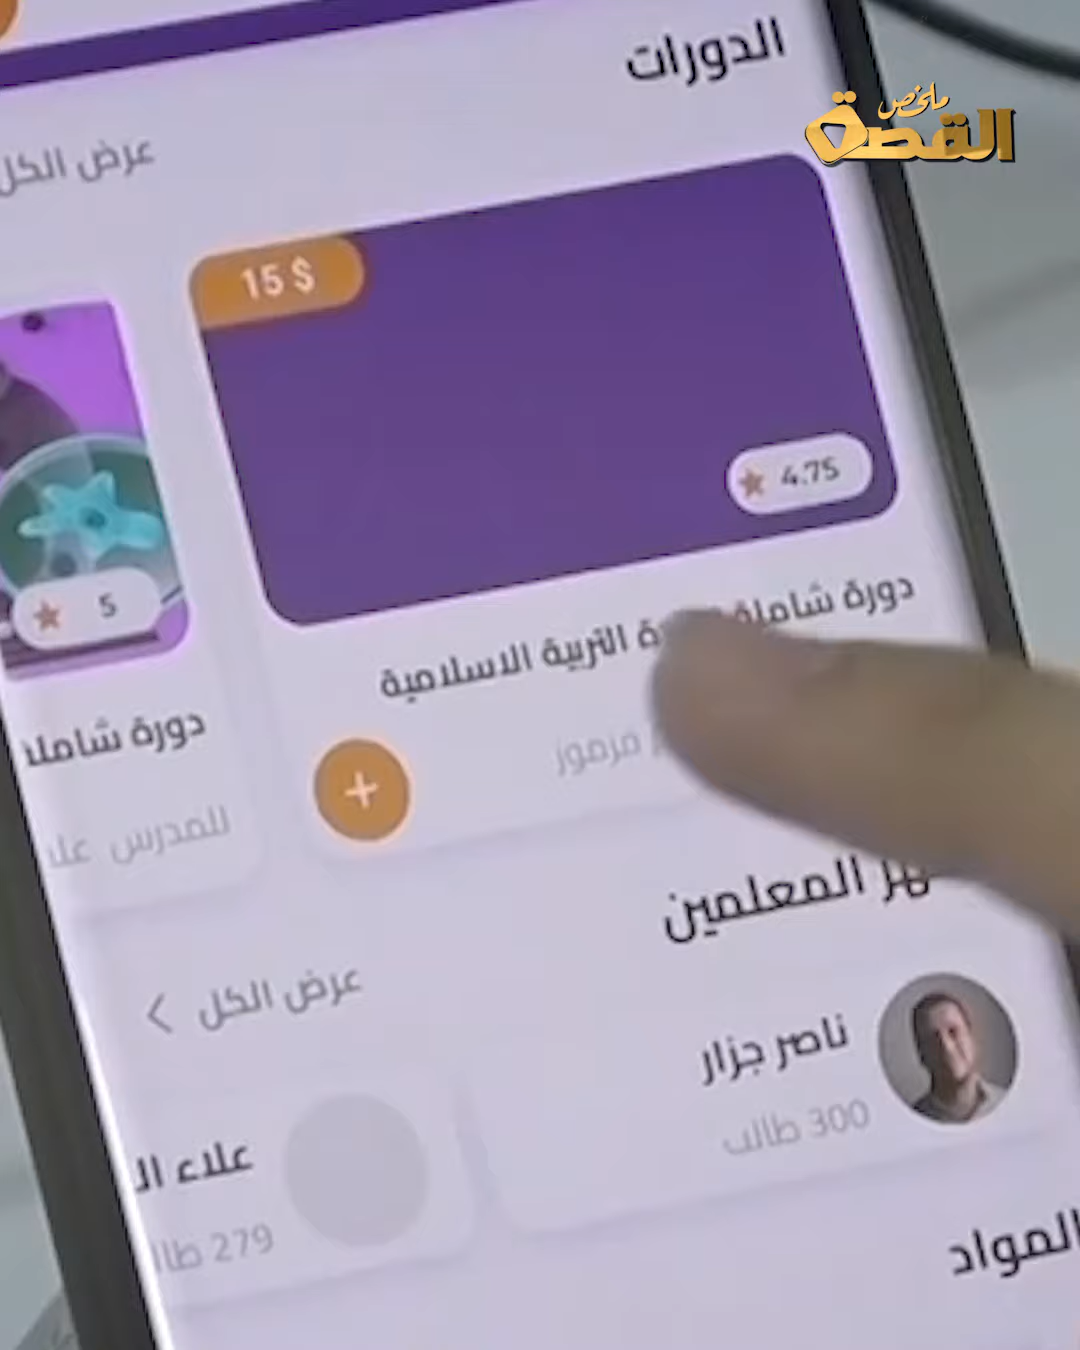 الدورات
ملخص
القصة
عرض الكل
15 $
4.75
5
دورة شاملة التربية الاسلامية
مرموز
+
دورة شاملة
للمدرس
المعلمين
عرض الكل
ناصر جزار
300 طالب
علاء
279
المواد